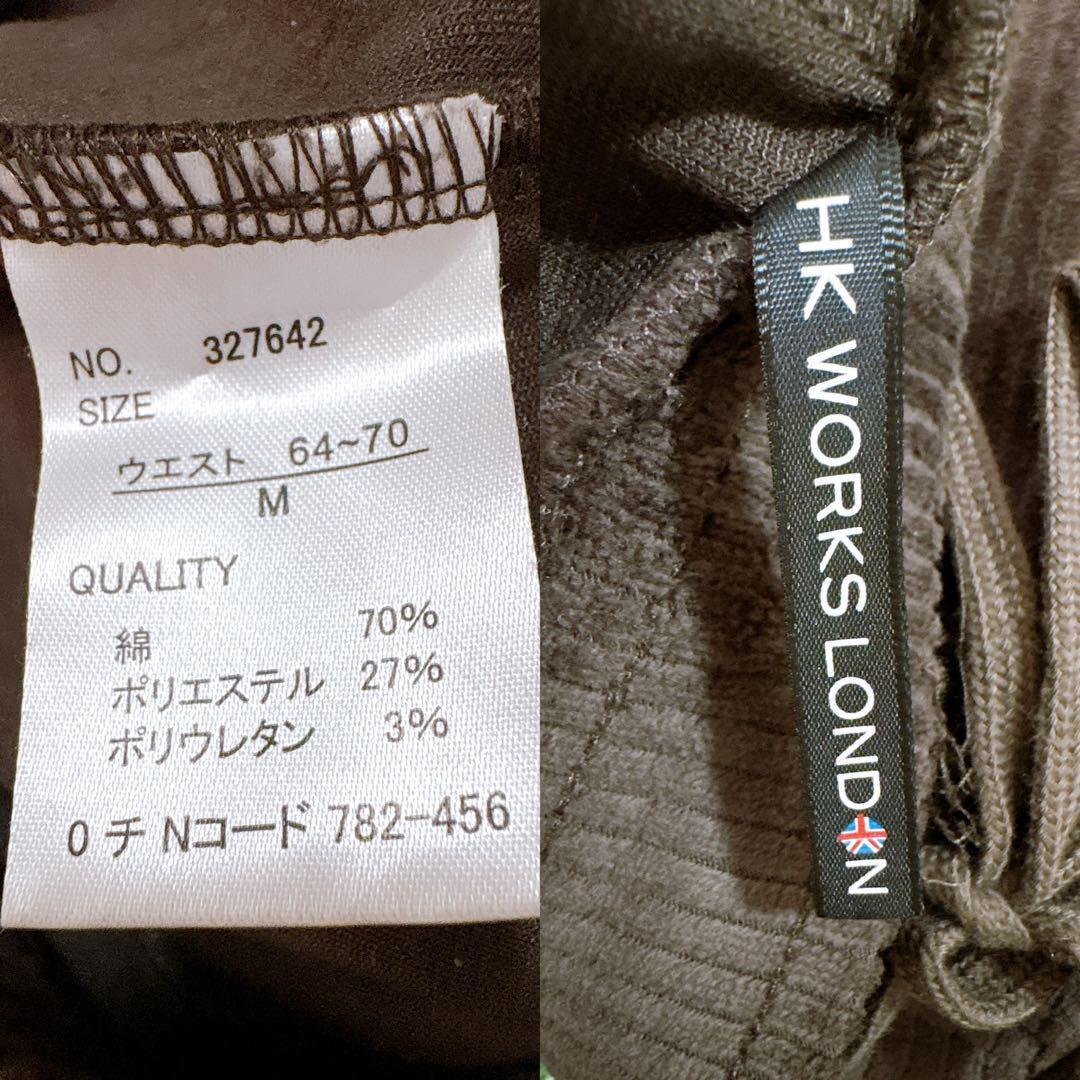 NO. 327642
SIZE
ウエスト 64~70
M
QUALITY
綿 70%
ポリエステル 27%
ポリウレタン 3%
0 チ Nコード 782-456
HK WORKS LONDON